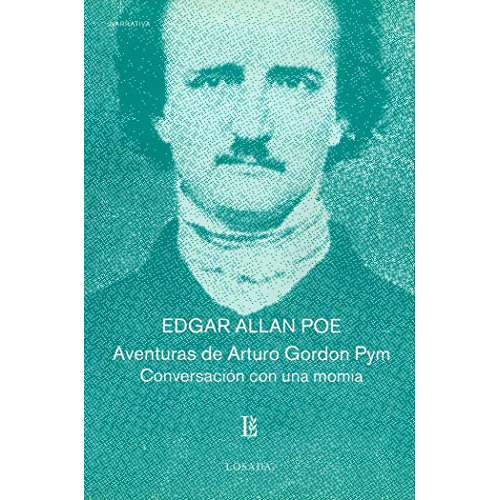 NARRATIVA
EDGAR ALLAN POE
Aventuras de Arturo Gordon Pym
Conversación con una momia
L
LOSADA